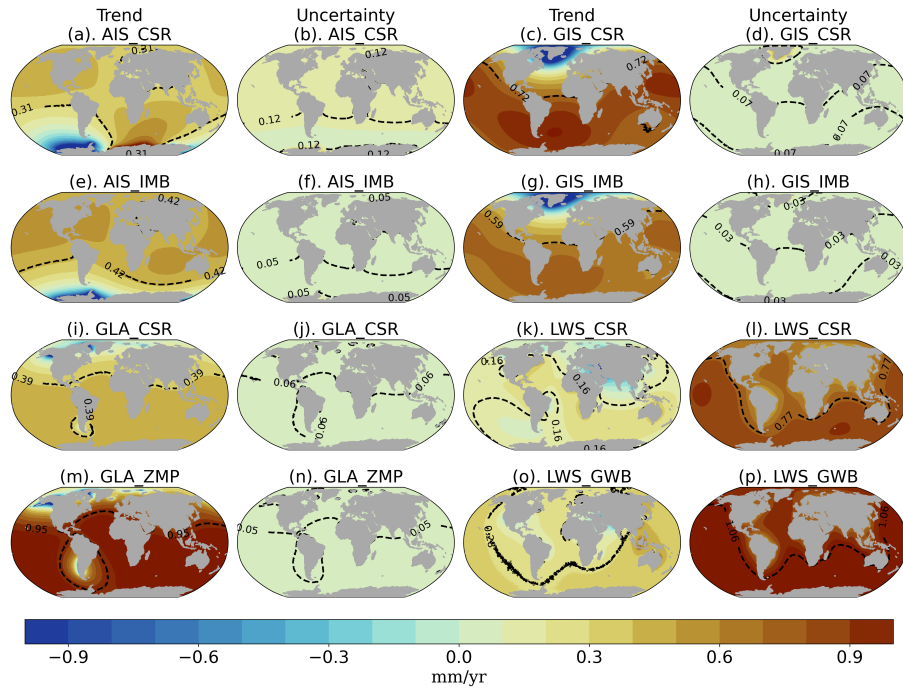 Trend Uncertainty Trend Uncertainty
(a). AIS_CSR (b). AIS_CSR (c). GIS_CSR (d). GIS_CSR
0.31 0.31 0.31
0.12 0.12 0.12
0.72 0.72
0.07 0.07 0.07 0.07
(e). AIS_IMB (f). AIS_IMB (g). GIS_IMB (h). GIS_IMB
0.42 0.42 0.42
0.05 0.05 0.05 0.05
0.59 0.59
0.03 0.03 0.03 0.03 0.03
(i). GLA_CSR (j). GLA_CSR (k). LWS_CSR (l). LWS_CSR
0.39 0.39 0.39
0.06 0.06 0.06
0.16 0.16 0.16 0.16
0.77 0.77
(m). GLA_ZMP (n). GLA_ZMP (o). LWS_GWB (p). LWS_GWB
0.95 0.95
0.05 0.05
0.26
1.06 1.06
−0.9 −0.6 −0.3 0.0 0.3 0.6 0.9
mm/yr